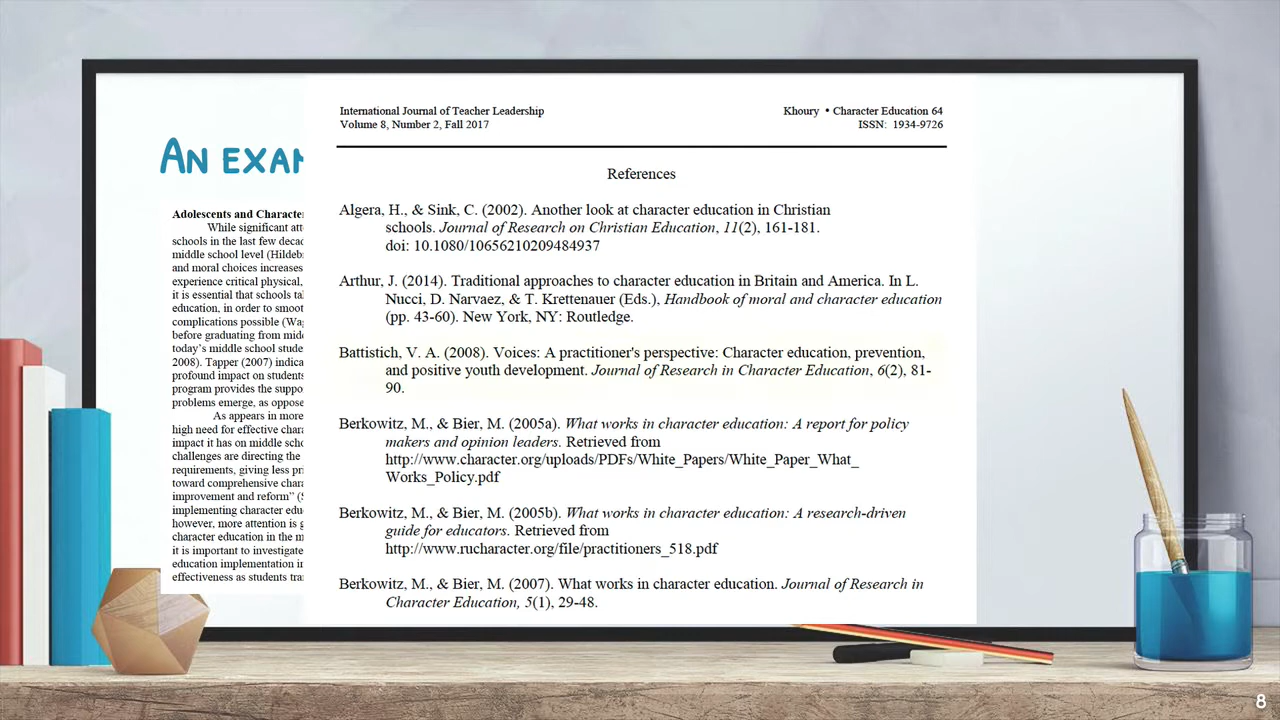 AN EXAM
Adolescents and Character
While significant att
schools in the last few decad
middle school level (Hildeb
and moral choices increases
experience critical physical,
it is essential that schools tal
education, in order to smoot
complications possible (Wag
before graduating from midd
today's middle school stude
2008). Tapper (2007) indica
profound impact on students
program provides the suppo
problems emerge, as oppose
As appears in more
high need for effective chara
impact it has on middle scho
challenges are directing the
requirements, giving less pri
toward comprehensive chara
improvement and reform" (S
implementing character edu
however, more attention is g
character education in the m
it is important to investigate
education implementation in
effectiveness as students tran
International Journal of Teacher Leadership
Volume 8, Number 2, Fall 2017
Khoury • Character Education 64
ISSN: 1934-9726
References
Algera, H., & Sink, C. (2002). Another look at character education in Christian
schools. Journal of Research on Christian Education, 11(2), 161-181.
doi: 10.1080/10656210209484937
Arthur, J. (2014). Traditional approaches to character education in Britain and America. In L.
Nucci, D. Narvaez, & T. Krettenauer (Eds.), Handbook of moral and character education
(pp. 43-60). New York, NY: Routledge.
Battistich, V. A. (2008). Voices: A practitioner's perspective: Character education, prevention,
and positive youth development. Journal of Research in Character Education, 6(2), 81-
90.
Berkowitz, M., & Bier, M. (2005a). What works in character education: A report for policy
makers and opinion leaders. Retrieved from
http://www.character.org/uploads/PDFs/White_Papers/White_Paper_What_
Works_Policy.pdf
Berkowitz, M., & Bier, M. (2005b). What works in character education: A research-driven
guide for educators. Retrieved from
http://www.rucharacter.org/file/practitioners_518.pdf
Berkowitz, M., & Bier, M. (2007). What works in character education. Journal of Research in
Character Education, 5(1), 29-48.
8